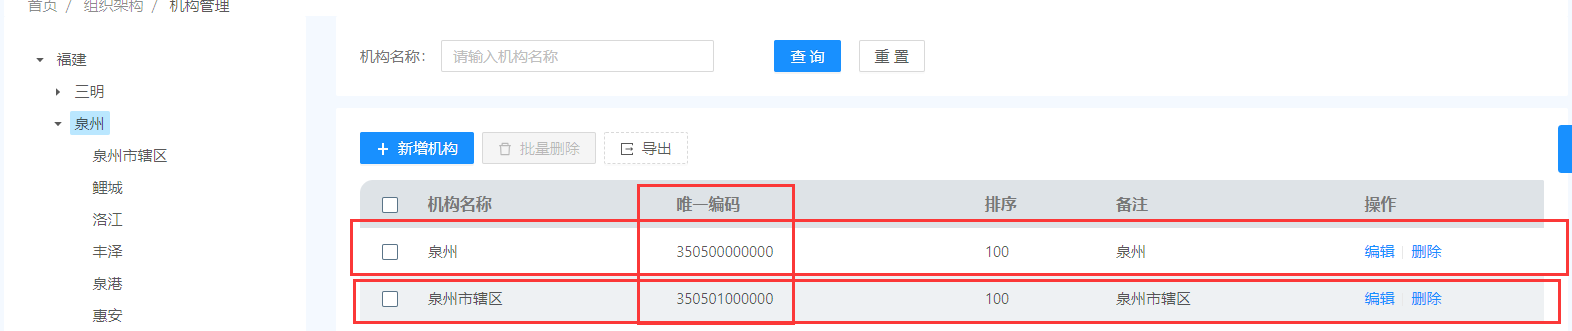 首页 / 组织架构 / 机构管理
福建
三明
泉州
泉州市辖区
鲤城
洛江
丰泽
泉港
惠安
机构名称: 请输入机构名称 查 询 重 置
+ 新增机构 批量删除 导出
机构名称 唯一编码 排序 备注 操作
泉州 350500000000 100 泉州 编辑 | 删除
泉州市辖区 350501000000 100 泉州市辖区 编辑 | 删除